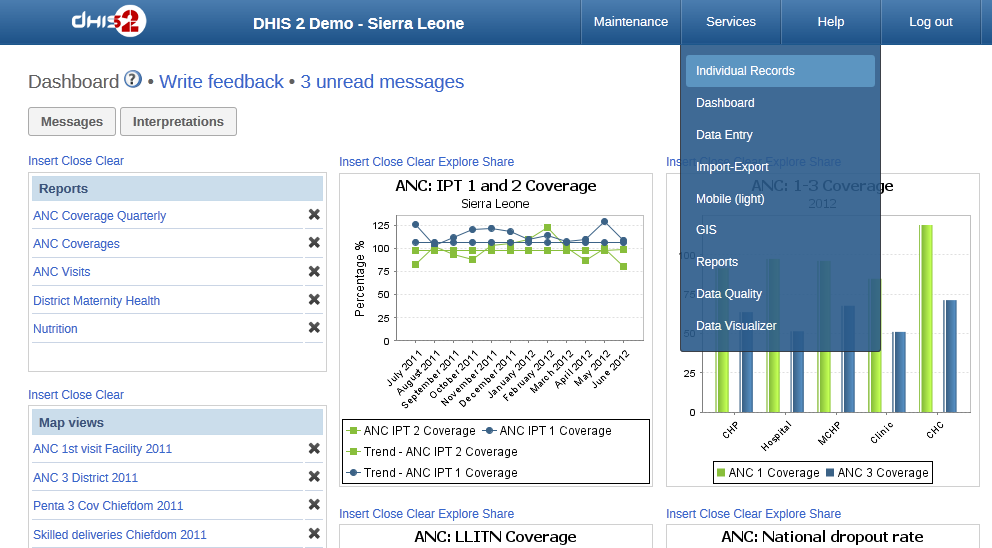 dHIS2
DHIS 2 Demo - Sierra Leone
Maintenance
Services
Help
Log out
Individual Records
Dashboard
Data Entry
Import-Export
Mobile (light)
GIS
Reports
Data Quality
Data Visualizer
Dashboard ? • Write feedback • 3 unread messages
Messages
Interpretations
Insert Close Clear
Reports
ANC Coverage Quarterly
ANC Coverages
ANC Visits
District Maternity Health
Nutrition
Insert Close Clear
Map views
ANC 1st visit Facility 2011
ANC 3 District 2011
Penta 3 Cov Chiefdom 2011
Skilled deliveries Chiefdom 2011
Insert Close Clear Explore Share
ANC: IPT 1 and 2 Coverage
Sierra Leone
Percentage %
125
100
75
50
25
0
July 2011
August 2011
September 2011
October 2011
November 2011
December 2011
January 2012
February 2012
March 2012
April 2012
May 2012
June 2012
ANC IPT 2 Coverage
ANC IPT 1 Coverage
Trend - ANC IPT 2 Coverage
Trend - ANC IPT 1 Coverage
Insert Close Clear Explore Share
ANC: LLITN Coverage
Insert Close Clear Explore Share
ANC: 1-3 Coverage
2012
100
75
50
25
0
CHP
Hospital
MCHP
Clinic
CHC
ANC 1 Coverage
ANC 3 Coverage
Insert Close Clear Explore Share
ANC: National dropout rate